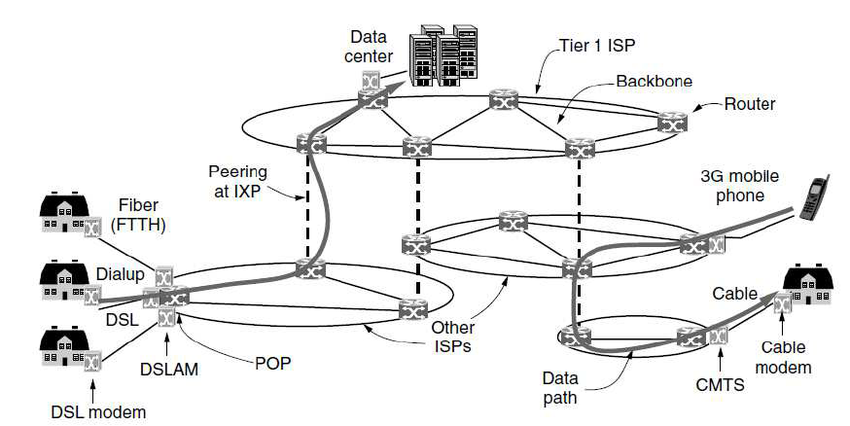 Data
center
Tier 1 ISP
Backbone
Router
Peering
at IXP
3G mobile
phone
Fiber
(FTTH)
Dialup
DSL
Cable
Other
ISPs
POP
DSLAM
DSL modem
Data
path
CMTS
Cable
modem